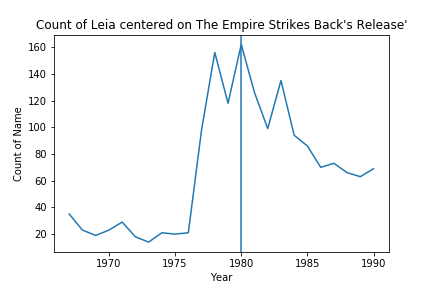 Count of Leia centered on The Empire Strikes Back's Release'
160
140
120
100
80
60
40
20
Count of Name
1970 1975 1980 1985 1990
Year